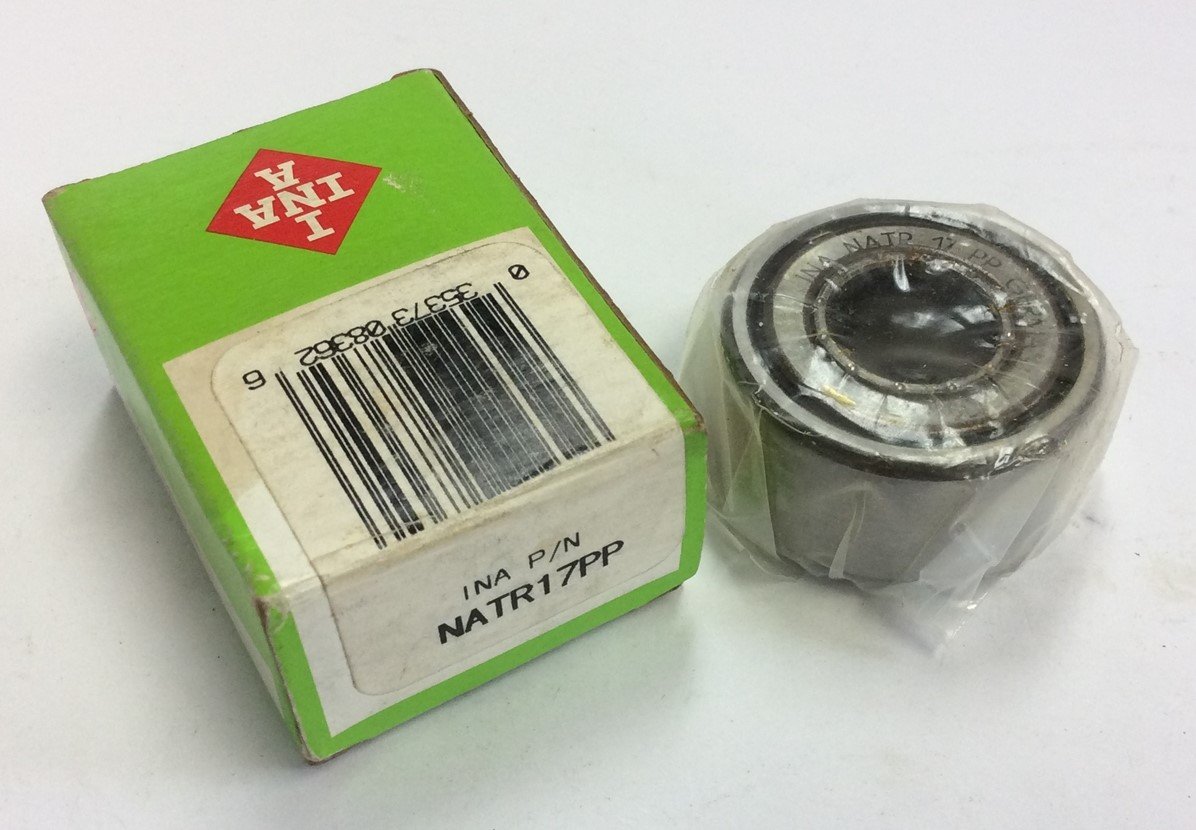 I
INA
A
0
35373 08362
6
INA P/N
NATR17PP
INA NATR 17 PP